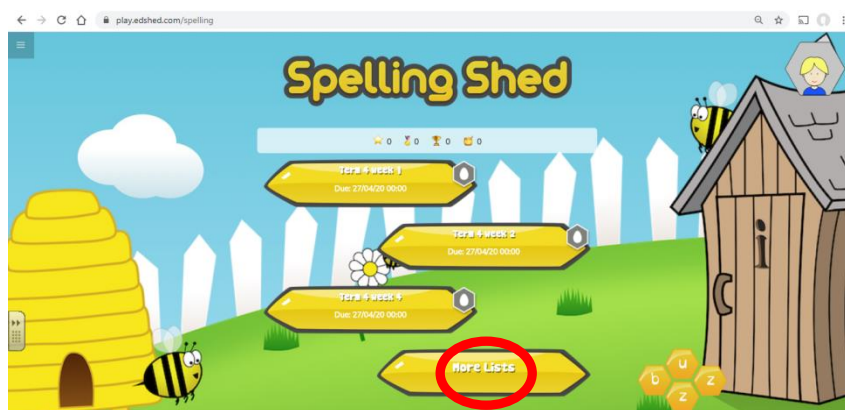 play.edshed.com/spelling
Spelling Shed
0 0 0 0
Term 4 week 1
Due: 27/04/20 00:00
Term 4 week 2
Due: 27/04/20 00:00
Term 4 week 4
Due: 27/04/20 00:00
More Lists
i
b u z z